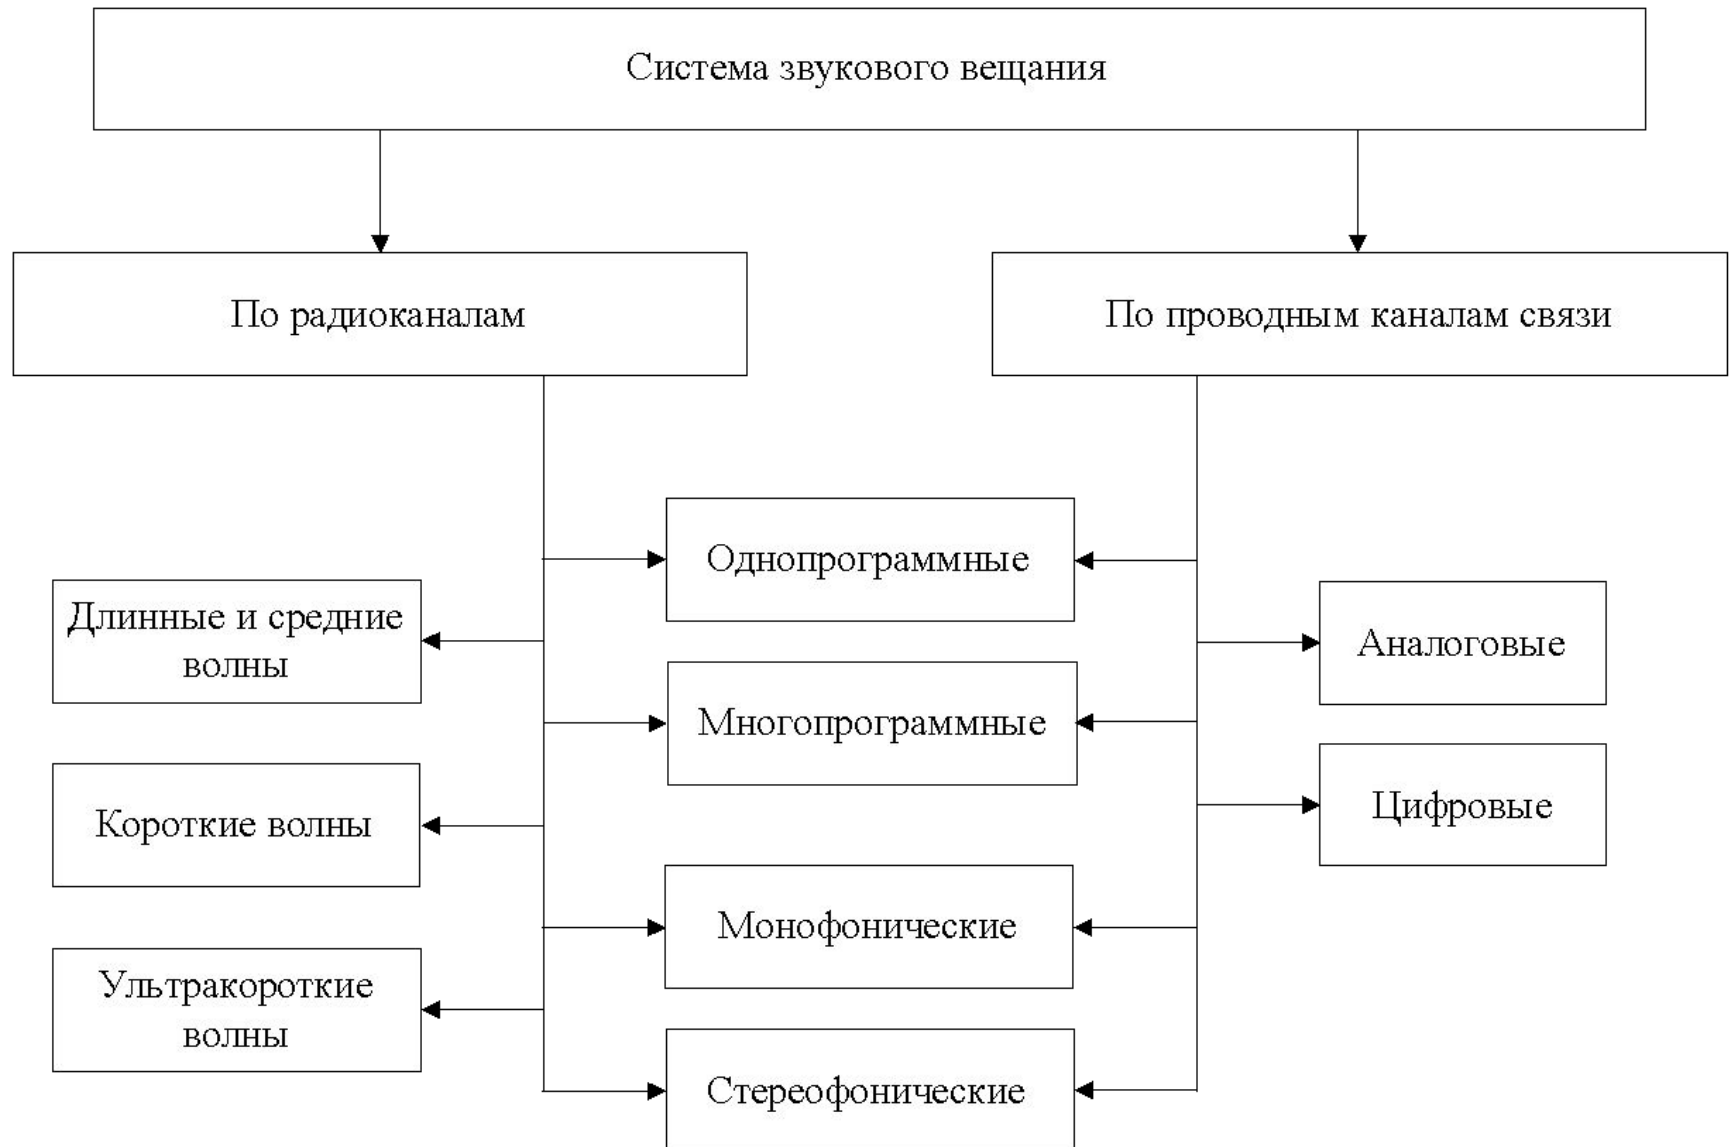 Система звукового вещания
По радиоканалам
По проводным каналам связи
Однопрограммные
Длинные и средние
волны
Аналоговые
Многопрограммные
Короткие волны
Цифровые
Монофонические
Ультракороткие
волны
Стереофонические